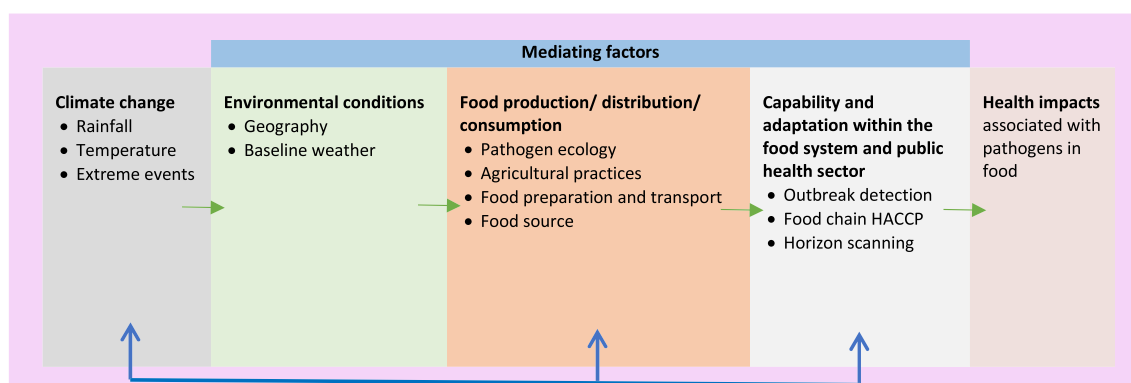 Mediating factors
Climate change
• Rainfall
• Temperature
• Extreme events
Environmental conditions
• Geography
• Baseline weather
Food production/ distribution/
consumption
• Pathogen ecology
• Agricultural practices
• Food preparation and transport
• Food source
Capability and
adaptation within the
food system and public
health sector
• Outbreak detection
• Food chain HACCP
• Horizon scanning
Health impacts
associated with
pathogens in
food